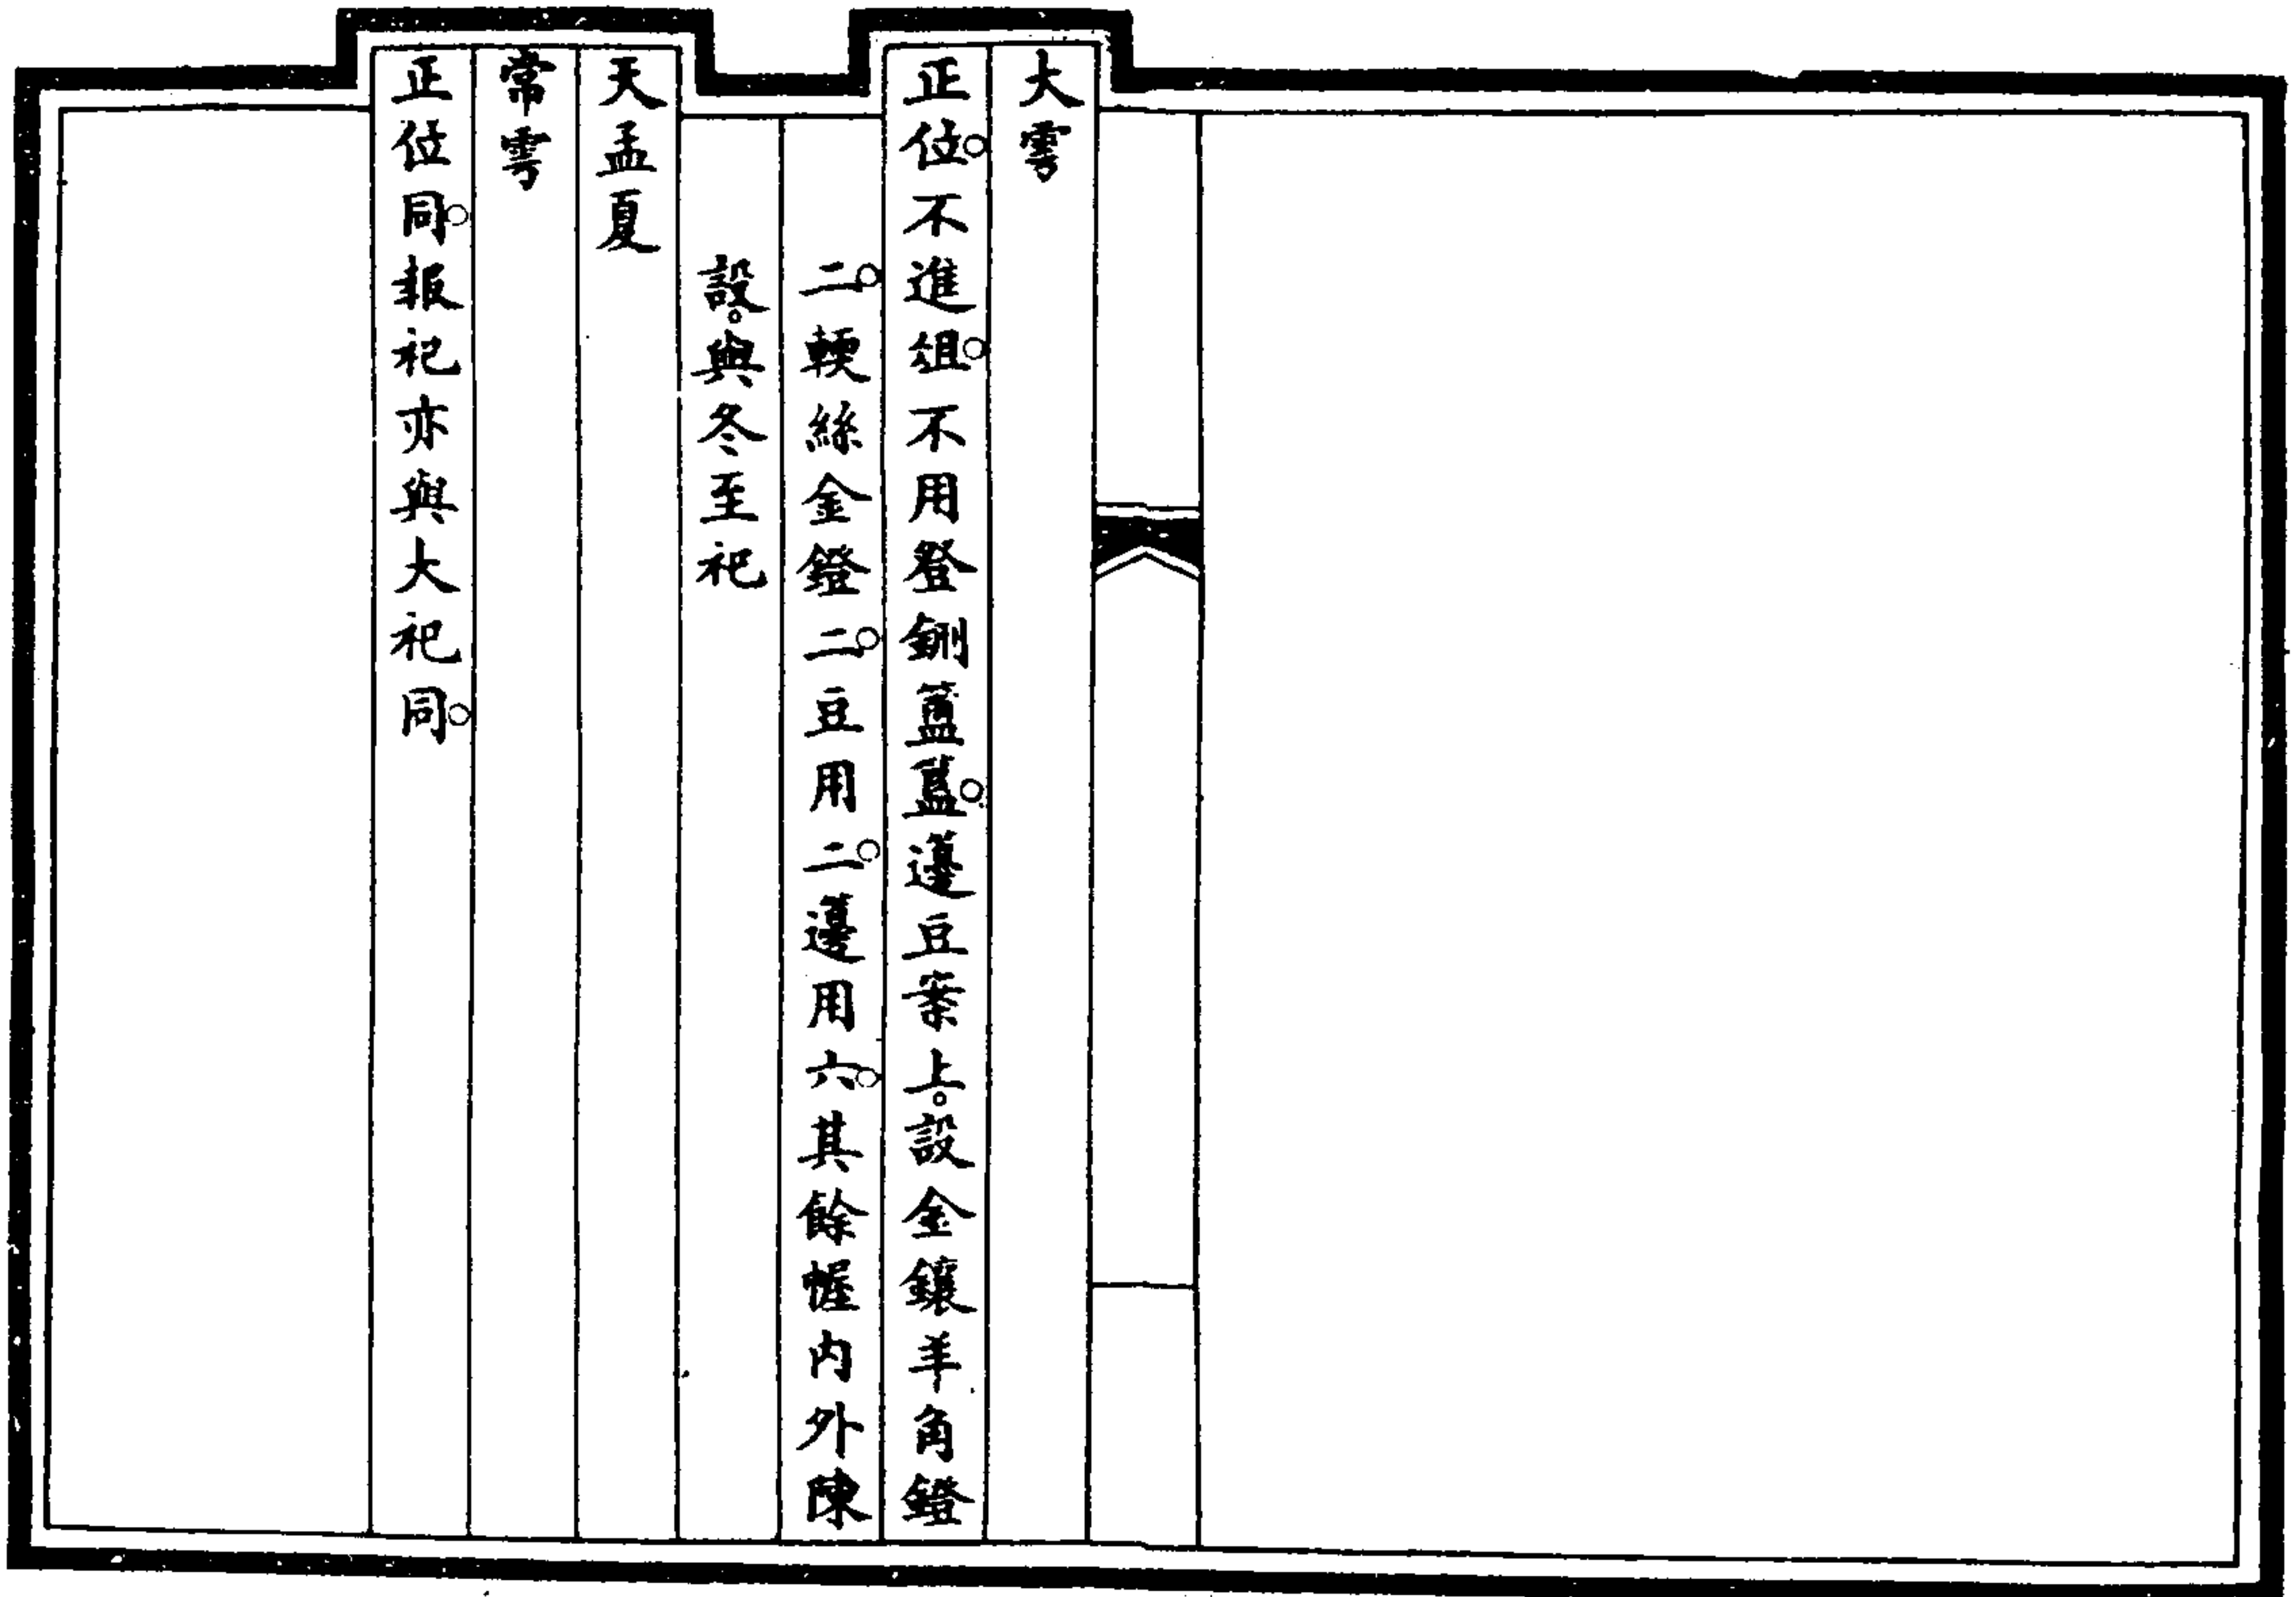 大雩
正位。不進俎。不用登鉶簠簋。籩豆案上。設金鑲羊角鐙
二。輭絲金鐙二。豆用二。籩用六。其餘幄內外陳
設。與冬至祀
天孟夏
常雩
正位同。報祀亦與大祀同。